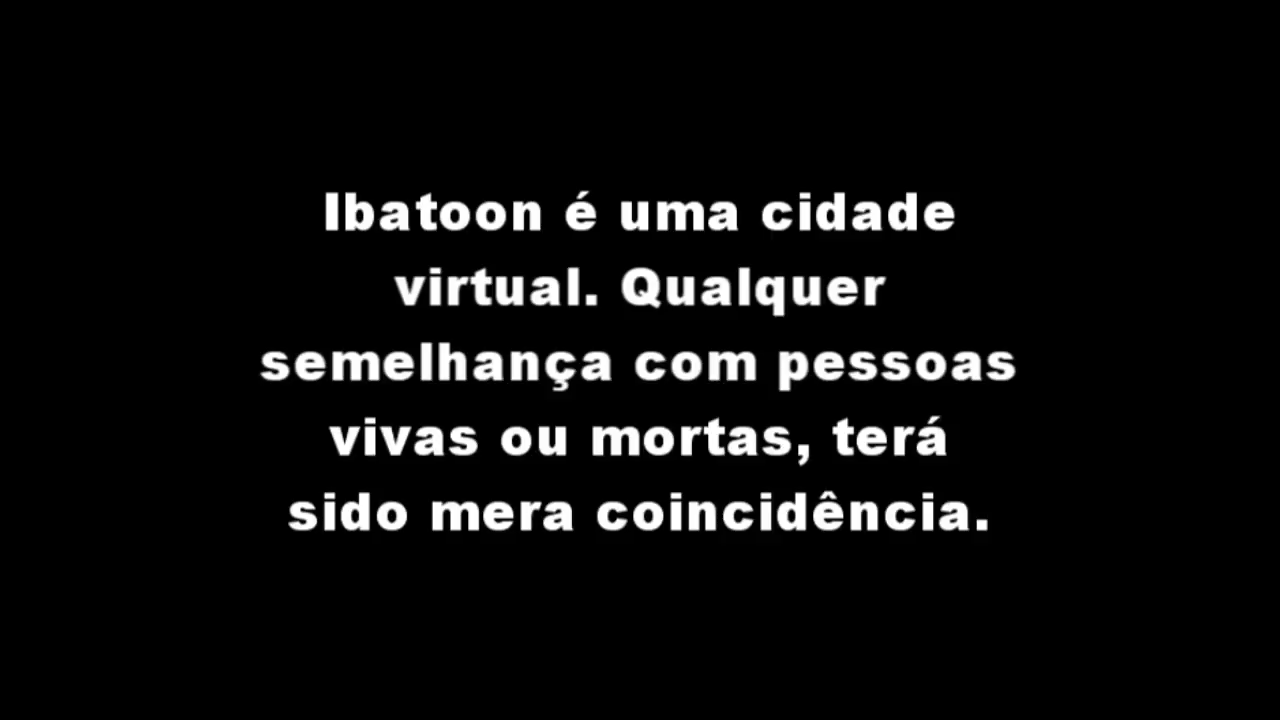 Ibatoon é uma cidade
virtual. Qualquer
semelhança com pessoas
vivas ou mortas, terá
sido mera coincidência.